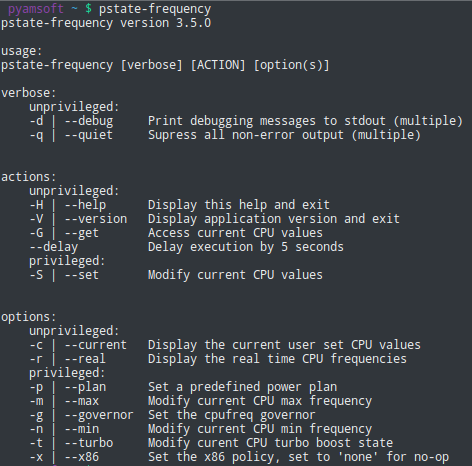 pyamsoft ~ $ pstate-frequency
pstate-frequency version 3.5.0
usage:
pstate-frequency [verbose] [ACTION] [option(s)]
verbose:
unprivileged:
-d | --debug Print debugging messages to stdout (multiple)
-q | --quiet Supress all non-error output (multiple)
actions:
unprivileged:
-H | --help Display this help and exit
-V | --version Display application version and exit
-G | --get Access current CPU values
--delay Delay execution by 5 seconds
privileged:
-S | --set Modify current CPU values
options:
unprivileged:
-c | --current Display the current user set CPU values
-r | --real Display the real time CPU frequencies
privileged:
-p | --plan Set a predefined power plan
-m | --max Modify current CPU max frequency
-g | --governor Set the cpufreq governor
-n | --min Modify current CPU min frequency
-t | --turbo Modify curent CPU turbo boost state
-x | --x86 Set the x86 policy, set to 'none' for no-op